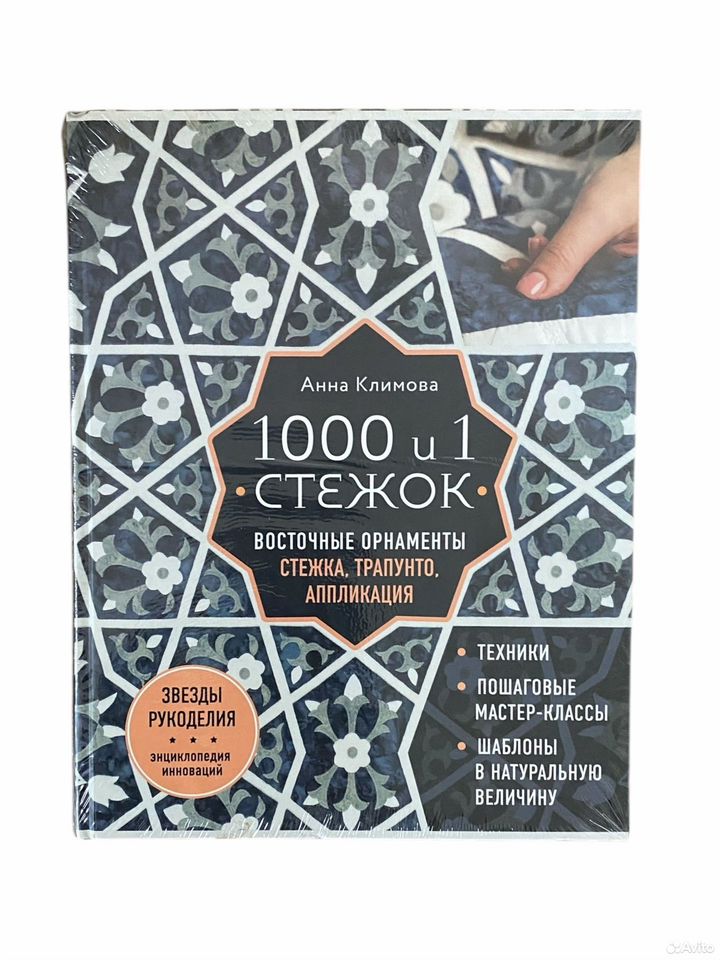 Анна Климова
1000 и 1
СТЕЖОК
ВОСТОЧНЫЕ ОРНАМЕНТЫ
СТЕЖКА, ТРАПУНТО,
АППЛИКАЦИЯ
ЗВЕЗДЫ
РУКОДЕЛИЯ
энциклопедия
инноваций
• ТЕХНИКИ
• ПОШАГОВЫЕ
МАСТЕР-КЛАССЫ
• ШАБЛОНЫ
В НАТУРАЛЬНУЮ
ВЕЛИЧИНУ
Avito